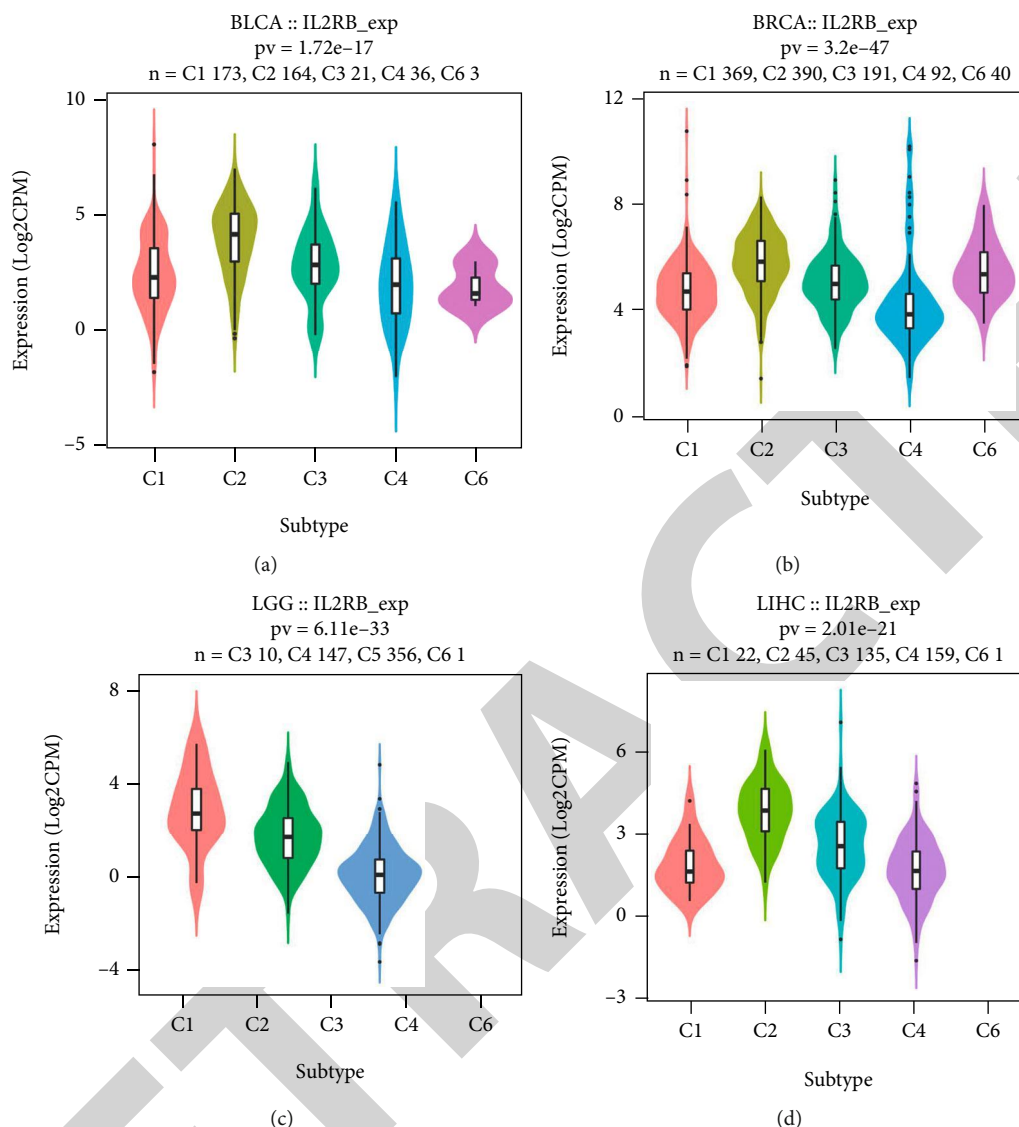 BLCA :: IL2RB_exp
pv = 1.72e–17
n = C1 173, C2 164, C3 21, C4 36, C6 3
10
5
0
–5
Expression (Log2CPM)
C1 C2 C3 C4 C6
Subtype
(a)
BRCA:: IL2RB_exp
pv = 3.2e–47
n = C1 369, C2 390, C3 191, C4 92, C6 40
12
8
4
0
Expression (Log2CPM)
C1 C2 C3 C4 C6
Subtype
(b)
LGG :: IL2RB_exp
pv = 6.11e–33
n = C3 10, C4 147, C5 356, C6 1
8
4
0
–4
Expression (Log2CPM)
C1 C2 C3 C4 C6
Subtype
(c)
LIHC :: IL2RB_exp
pv = 2.01e–21
n = C1 22, C2 45, C3 135, C4 159, C6 1
6
3
0
–3
Expression (Log2CPM)
C1 C2 C3 C4 C6
Subtype
(d)
TRACT